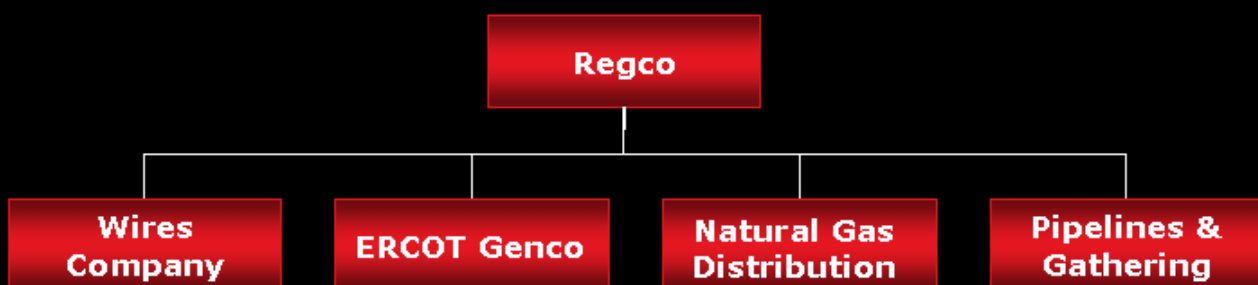 Regco
Wires
Company
ERCOT Genco
Natural Gas
Distribution
Pipelines &
Gathering